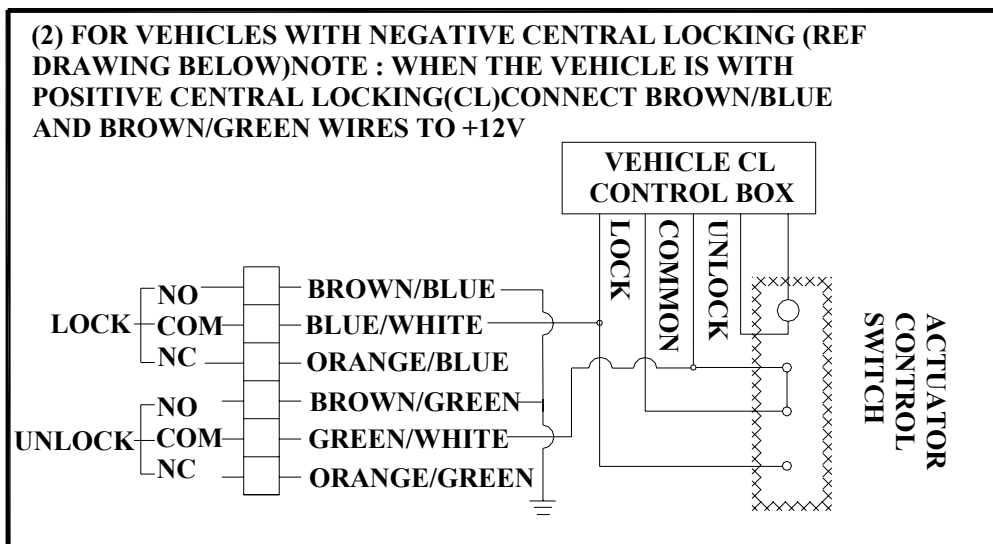 (2) FOR VEHICLES WITH NEGATIVE CENTRAL LOCKING (REF
DRAWING BELOW)NOTE : WHEN THE VEHICLE IS WITH
POSITIVE CENTRAL LOCKING(CL)CONNECT BROWN/BLUE
AND BROWN/GREEN WIRES TO +12V
VEHICLE CL
CONTROL BOX
LOCK
COMMON
UNLOCK
ACTUATOR
CONTROL
SWITCH
LOCK
NO
COM
NC
BROWN/BLUE
BLUE/WHITE
ORANGE/BLUE
UNLOCK
NO
COM
NC
BROWN/GREEN
GREEN/WHITE
ORANGE/GREEN